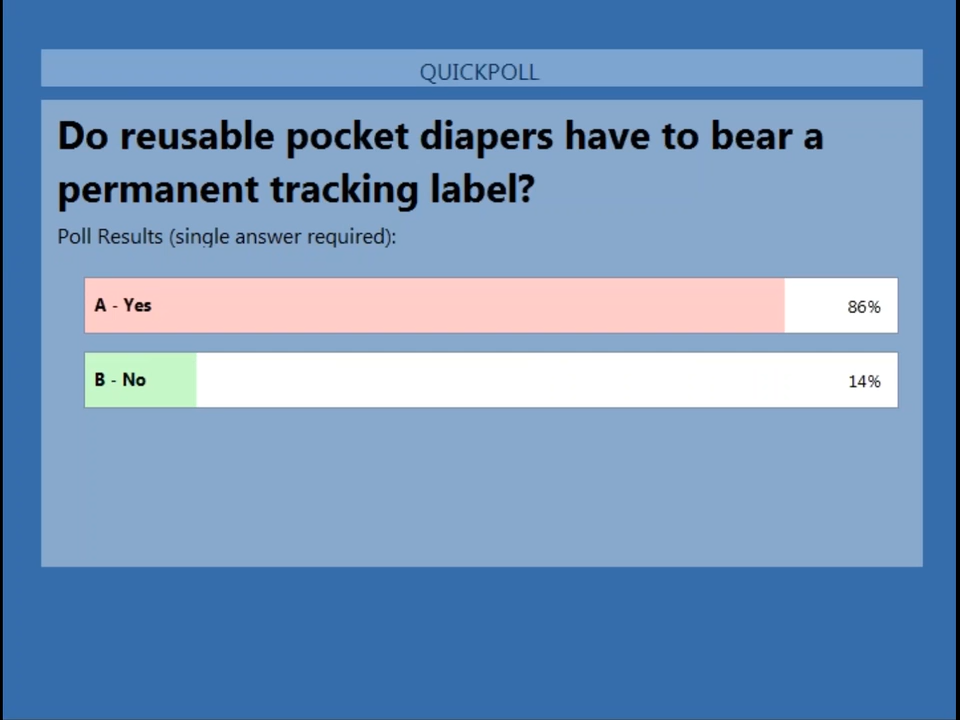 QUICKPOLL
Do reusable pocket diapers have to bear a
permanent tracking label?
Poll Results (single answer required):
A - Yes 86%
B - No 14%